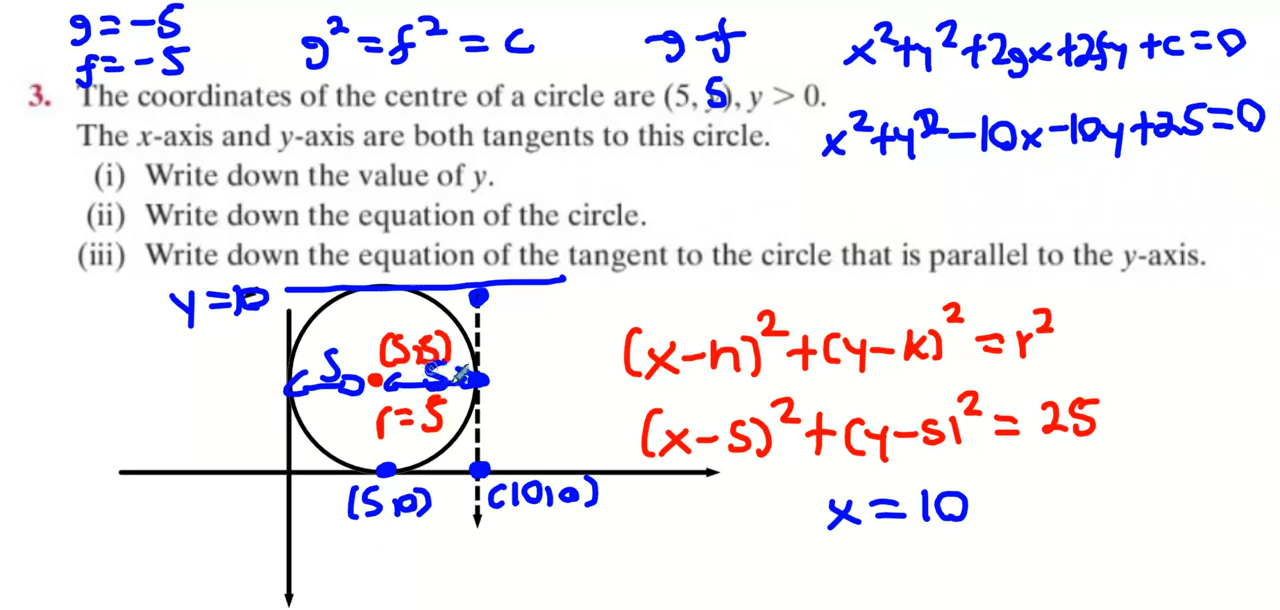 g = -5
f = -5
g² = f² = c
-g -f
x² + y² + 2gx + 2fy + c = 0
3. The coordinates of the centre of a circle are (5, 5), y > 0.
x² + y² - 10x - 10y + 25 = 0
The x-axis and y-axis are both tangents to this circle.
(i) Write down the value of y.
(ii) Write down the equation of the circle.
(iii) Write down the equation of the tangent to the circle that is parallel to the y-axis.
y = 10
(x - h)² + (y - k)² = r²
(5,5)
5
5
r = 5
(x - 5)² + (y - 5)² = 25
(5,0)
(10,0)
x = 10